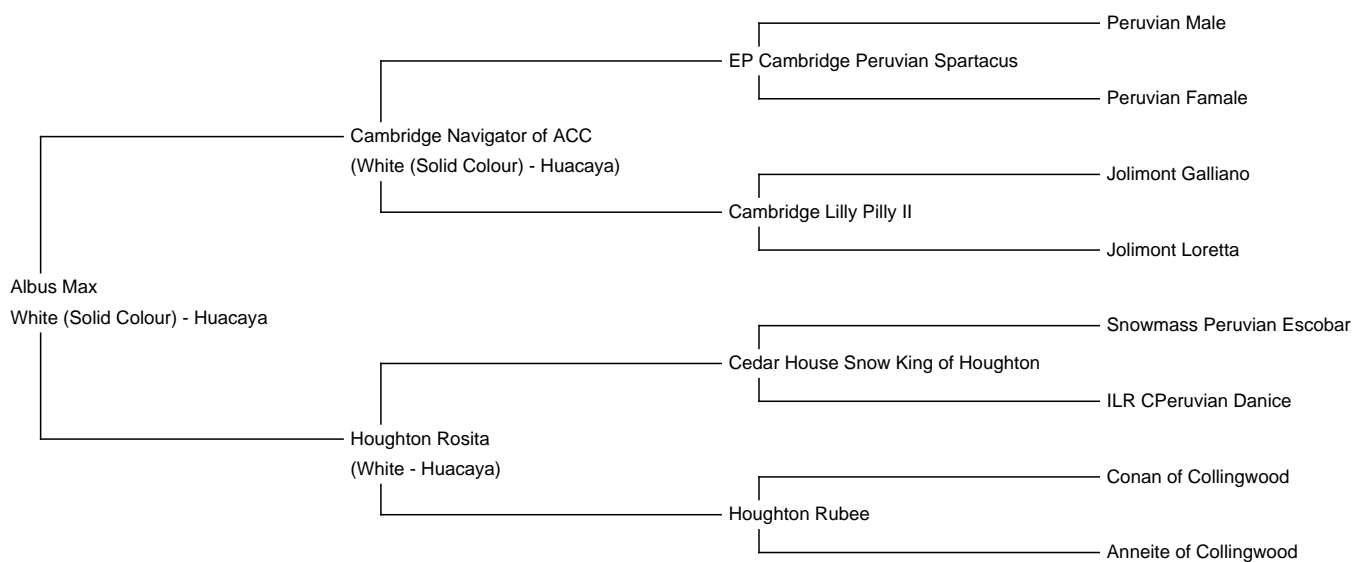 Peruvian Male
EP Cambridge Peruvian Spartacus
Peruvian Famale
Cambridge Navigator of ACC
(White (Solid Colour) - Huacaya)
Jolimont Galliano
Cambridge Lilly Pilly II
Jolimont Loretta
Albus Max
White (Solid Colour) - Huacaya
Snowmass Peruvian Escobar
Cedar House Snow King of Houghton
ILR CPeruvian Danice
Houghton Rosita
(White - Huacaya)
Conan of Collingwood
Houghton Rubee
Anneite of Collingwood